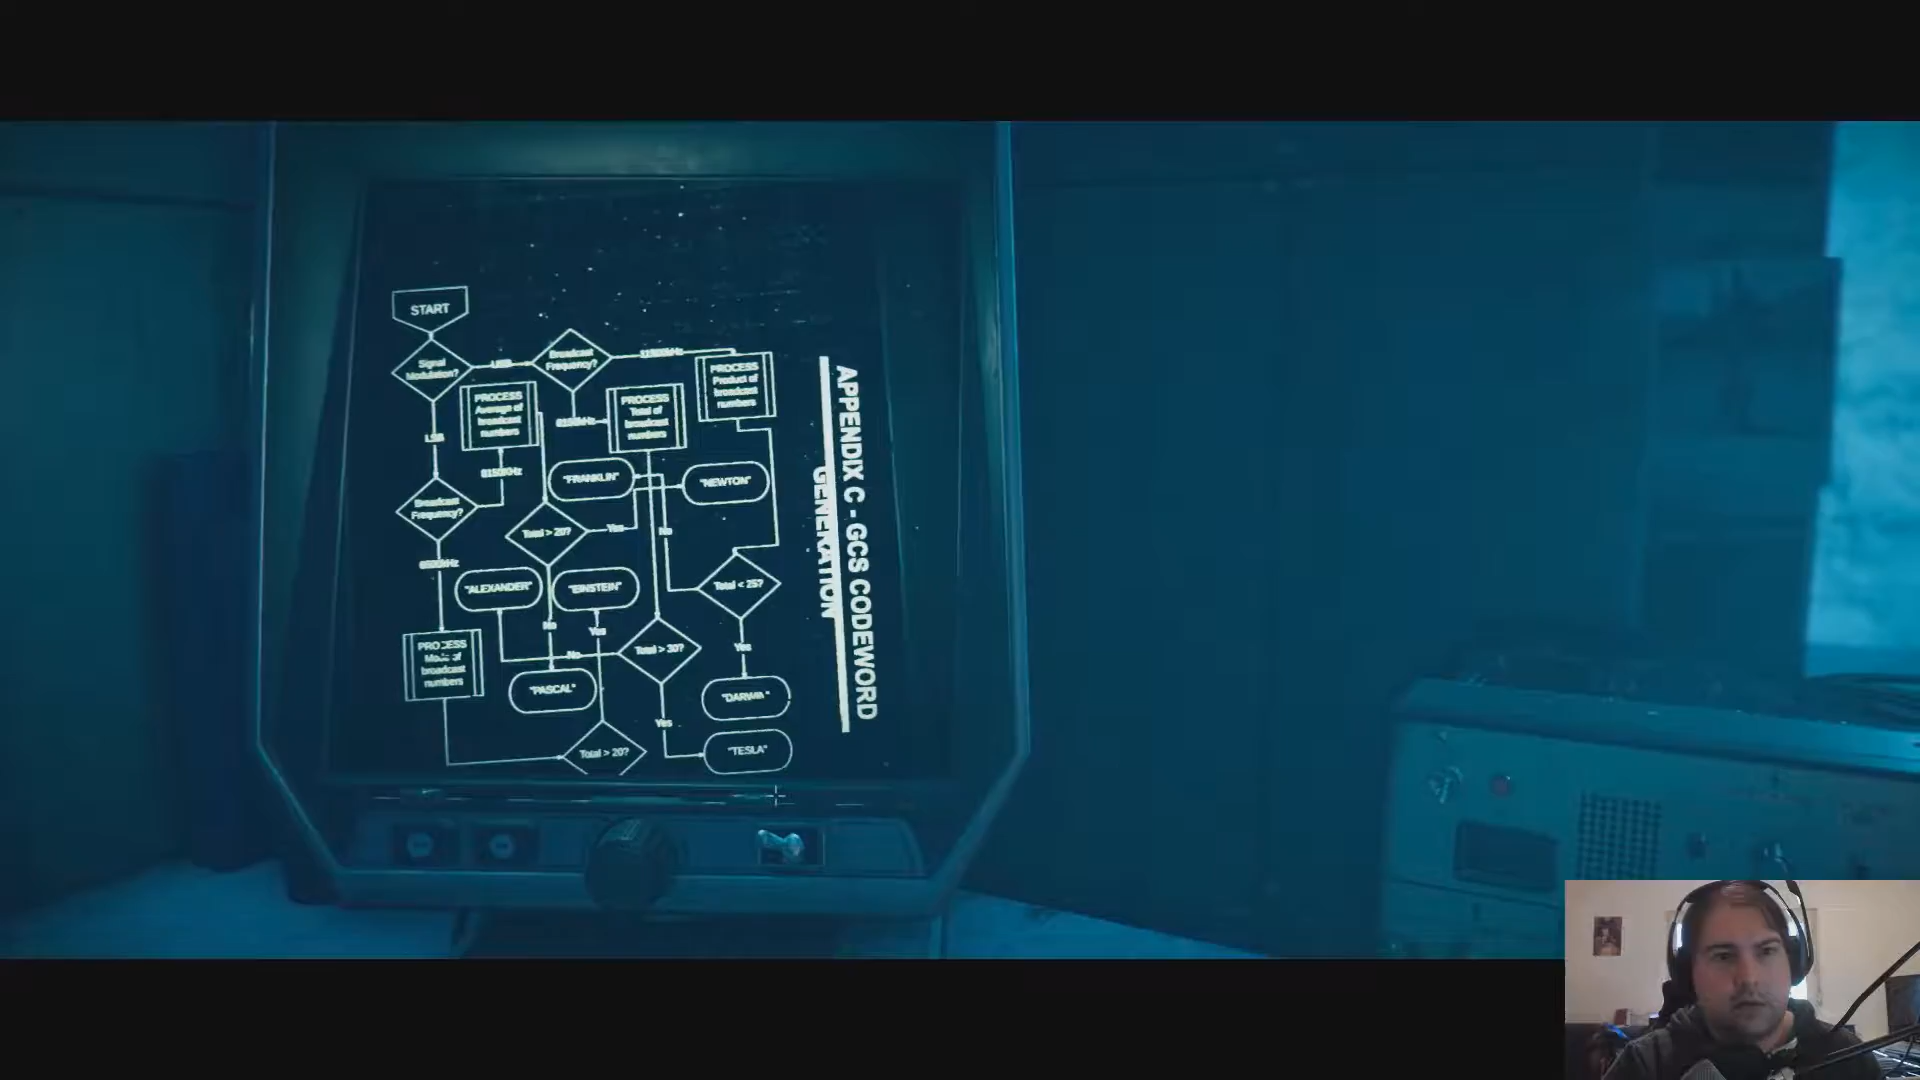 START
Signal
Modulation?
USB
Broadcast
Frequency?
PROCESS
Product of
broadcast
numbers
PROCESS
Average of
broadcast
numbers
PROCESS
Total of
broadcast
numbers
LSB
"FRANKLIN"
"NEWTON"
Broadcast
Frequency?
Total > 20?
Yes
No
"ALEXANDER"
"EINSTEIN"
Total < 25?
No
Yes
No
Total > 30?
Yes
PROCESS
Mode of
broadcast
numbers
"PASCAL"
"DARWIN"
Yes
Total > 20?
"TESLA"
APPENDIX C - GCS CODEWORD
GENERATION